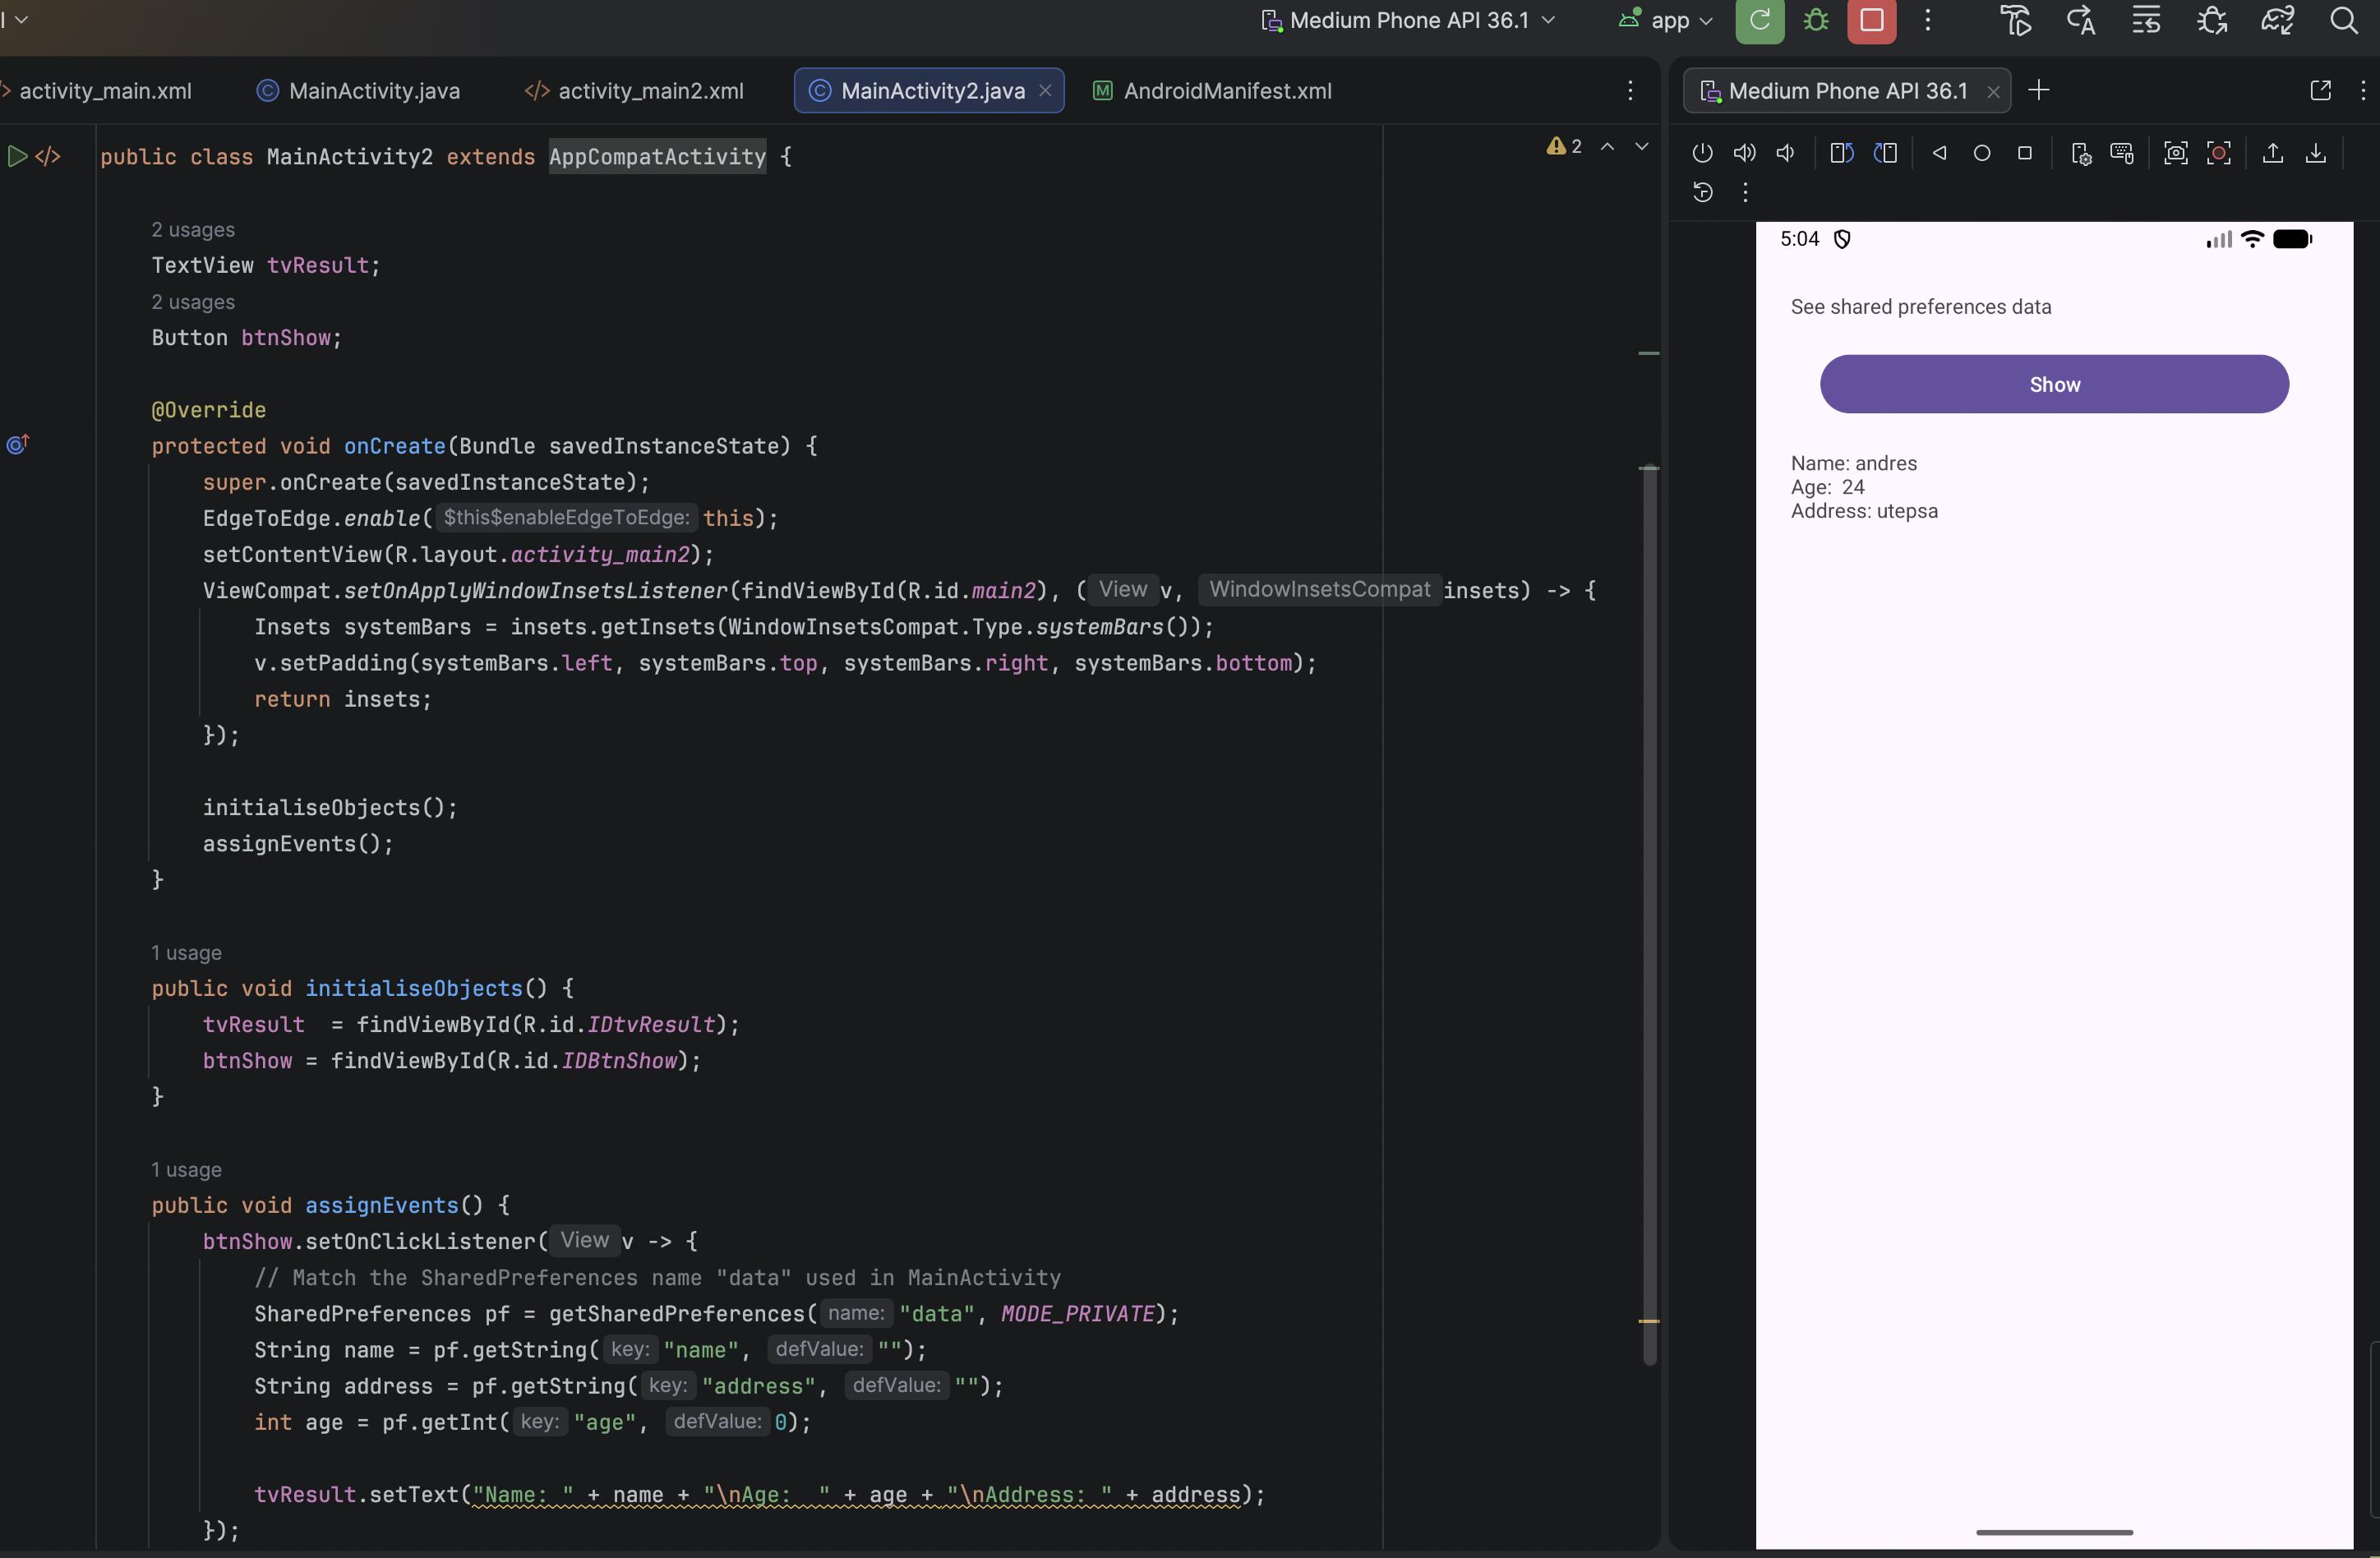 Medium Phone API 36.1
app
activity_main.xml
MainActivity.java
activity_main2.xml
MainActivity2.java
AndroidManifest.xml
Medium Phone API 36.1
public class MainActivity2 extends AppCompatActivity {
2
2 usages
TextView tvResult;
2 usages
Button btnShow;
@Override
protected void onCreate(Bundle savedInstanceState) {
super.onCreate(savedInstanceState);
EdgeToEdge.enable( $this$enableEdgeToEdge: this);
setContentView(R.layout.activity_main2);
ViewCompat.setOnApplyWindowInsetsListener(findViewById(R.id.main2), ( View v, WindowInsetsCompat insets) -> {
Insets systemBars = insets.getInsets(WindowInsetsCompat.Type.systemBars());
v.setPadding(systemBars.left, systemBars.top, systemBars.right, systemBars.bottom);
return insets;
});
initialiseObjects();
assignEvents();
}
1 usage
public void initialiseObjects() {
tvResult  = findViewById(R.id.IDtvResult);
btnShow = findViewById(R.id.IDBtnShow);
}
1 usage
public void assignEvents() {
btnShow.setOnClickListener( View v -> {
// Match the SharedPreferences name "data" used in MainActivity
SharedPreferences pf = getSharedPreferences( name: "data", MODE_PRIVATE);
String name = pf.getString( key: "name", defValue: "");
String address = pf.getString( key: "address", defValue: "");
int age = pf.getInt( key: "age", defValue: 0);
tvResult.setText("Name: " + name + "\nAge:  " + age + "\nAddress: " + address);
});
5:04
See shared preferences data
Show
Name: andres
Age:  24
Address: utepsa